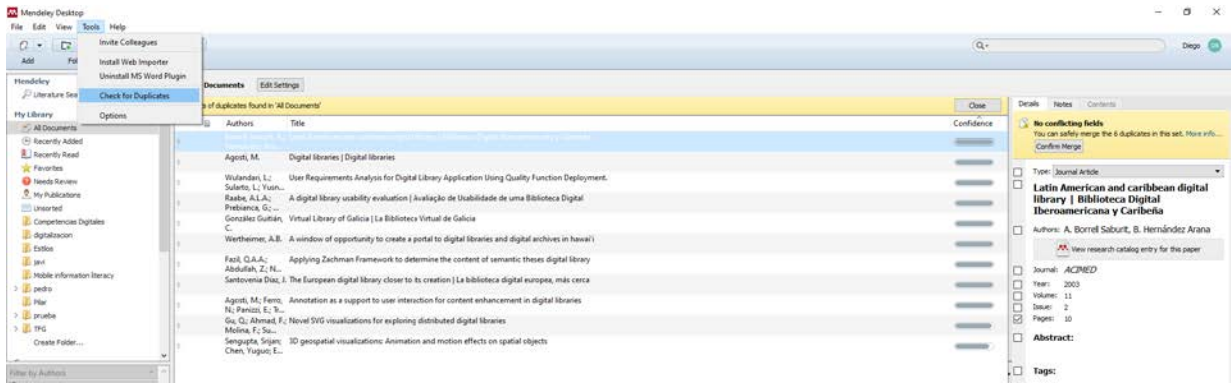 Mendeley Desktop
File Edit View Tools Help
Invite Colleagues
Install Web Importer
Uninstall MS Word Plugin
Check for Duplicates
Options
Add
Diego
Mendeley
Literature
My Library
All Documents
Recently Added
Recently Read
Favorites
Needs Review
My Publications
Unsorted
Competencias Digitales
digitalizacion
Estilos
javi
Mobile information literacy
pedro
Pilar
prueba
TFG
Create Folder...
Filter by Authors
Documents Edit Settings
of duplicates found in 'All Documents' Close
Authors Title Confidence
Agosti, M. Digital libraries | Digital libraries
Wulandari, L.; User Requirements Analysis for Digital Library Application Using Quality Function Deployment.
Sularto, L.; Yusn...
Raabe, A.L.A.; A digital library usability evaluation | Avaliação de Usabilidade de uma Biblioteca Digital
Prebianca, G.; ...
González Guitián, Virtual Library of Galicia | La Biblioteca Virtual de Galicia
C.
Wertheimer, A.B. A window of opportunity to create a portal to digital libraries and digital archives in hawai'i
Fazil, Q.A.A.; Applying Zachman Framework to determine the content of semantic theses digital library
Abdullah, Z.; N...
Santovenia Diaz, J. The European digital library closer to its creation | La biblioteca digital europea, más cerca
Agosti, M.; Ferro, Annotation as a support to user interaction for content enhancement in digital libraries
N.; Panizzi, E.; Tr...
Gu, Q.; Ahmad, F.; Novel SVG visualizations for exploring distributed digital libraries
Molina, F.; Su...
Sengupta, Srijan; 3D geospatial visualizations: Animation and motion effects on spatial objects
Chen, Yuguo; E...
Details Notes Contents
No conflicting fields
You can safely merge the 6 duplicates in this set. More info...
Confirm Merge
Type: Journal Article
Latin American and caribbean digital
library | Biblioteca Digital
Iberoamericana y Caribeña
Authors: A. Borrell Saburit, B. Hernández Arana
View research catalog entry for this paper
Journal: ACIMED
Year: 2003
Volume: 11
Issue: 2
Pages: 10
Abstract:
Tags: